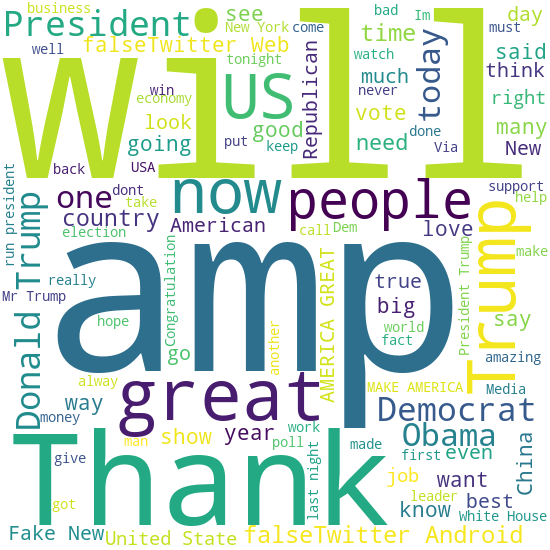 business
bad
Im
President
see
New York
come
must
day
well
falseTwitter Web
time
said
will
tonight
watch
US
Republican
today
much
never
think
win
economy
vote
done
right
look
good
going
put
keep
need
Via
many
back
USA
New
one
dont
take
now
people
support
help
run president
Donald Trump
country
American
love
Trump
election
call
Dem
make
really
Congratulation
amp
true
President Trump
say
Mr Trump
hope
go
another
AMERICA GREAT
big
world
fact
amazing
alway
great
MAKE AMERICA
Media
money
way
Democrat
man
show
year
work
poll
made
Obama
first
even
China
Thank
give
last night
job
want
leader
know
best
got
White House
Fake New
United State
falseTwitter Android